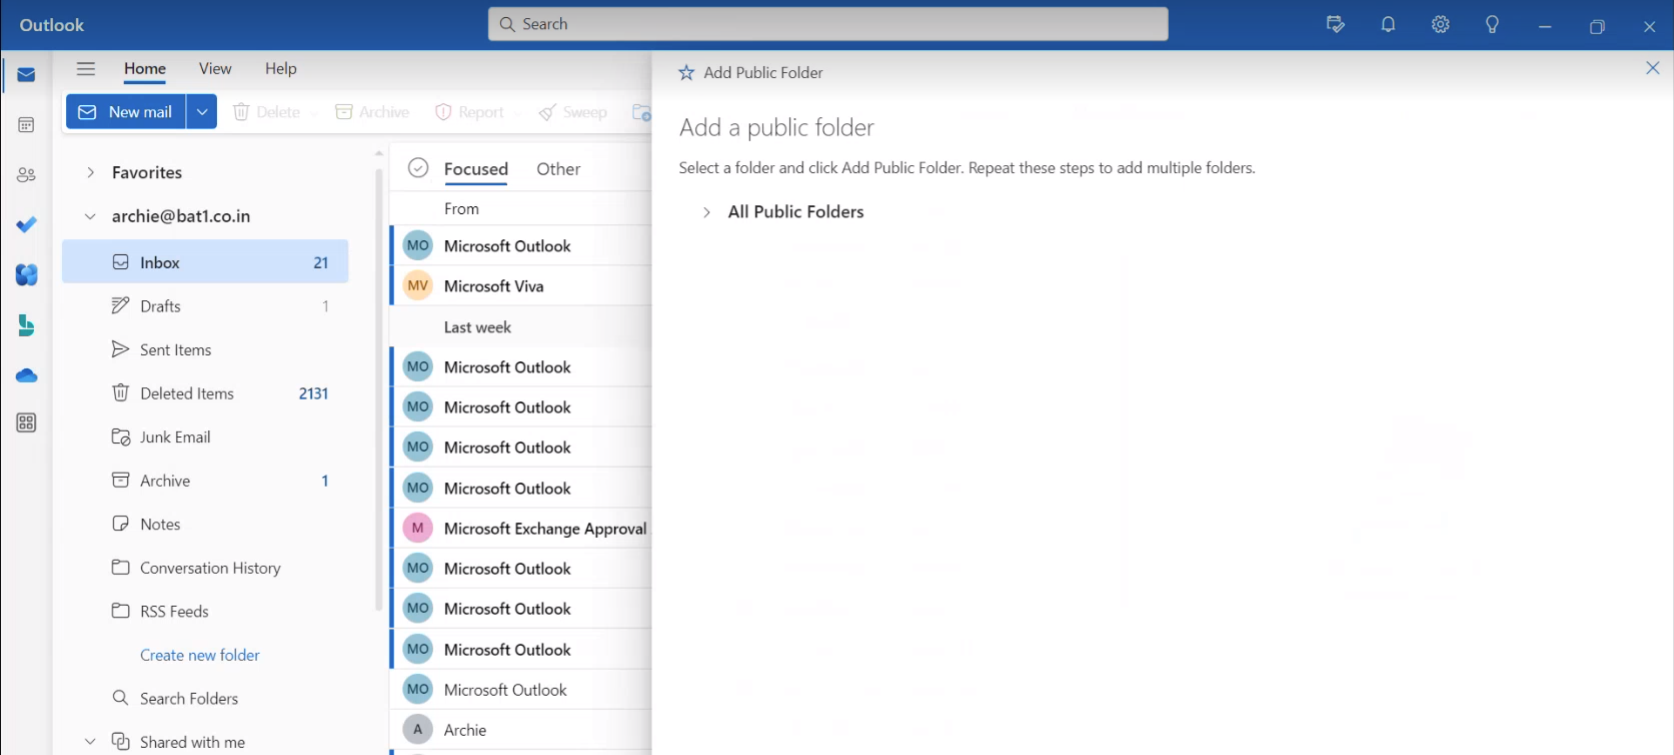 Outlook
Search
Home View Help
New mail Delete Archive Report Sweep
Favorites
archie@bat1.co.in
Inbox 21
Drafts 1
Sent Items
Deleted Items 2131
Junk Email
Archive 1
Notes
Conversation History
RSS Feeds
Create new folder
Search Folders
Shared with me
Focused Other
From
MO Microsoft Outlook
MV Microsoft Viva
Last week
MO Microsoft Outlook
MO Microsoft Outlook
MO Microsoft Outlook
MO Microsoft Outlook
M Microsoft Exchange Approval
MO Microsoft Outlook
MO Microsoft Outlook
MO Microsoft Outlook
MO Microsoft Outlook
A Archie
Add Public Folder
Add a public folder
Select a folder and click Add Public Folder. Repeat these steps to add multiple folders.
All Public Folders